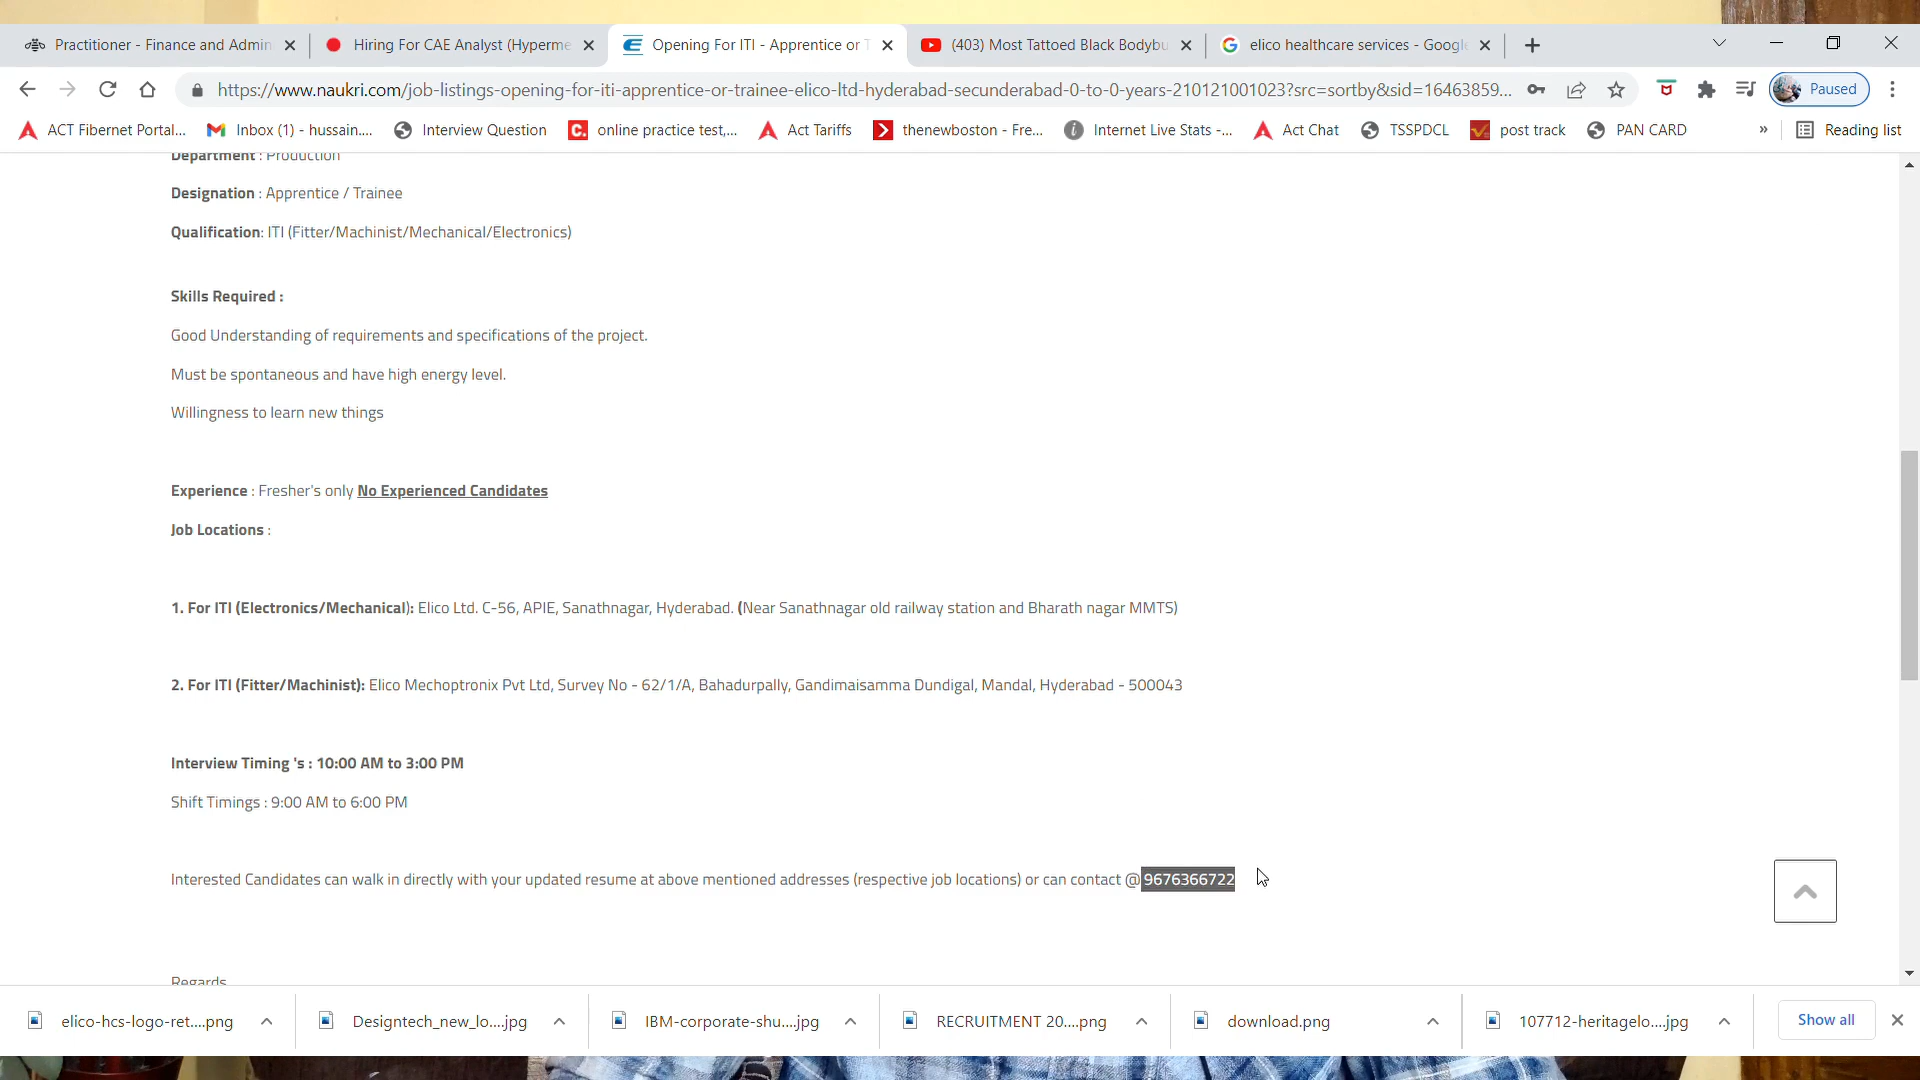 Practitioner - Finance and Admin
Hiring For CAE Analyst (Hyperme
Opening For ITI - Apprentice or T
(403) Most Tattoed Black Bodybu
elico healthcare services - Googl
https://www.naukri.com/job-listings-opening-for-iti-apprentice-or-trainee-elico-ltd-hyderabad-secunderabad-0-to-0-years-210121001023?src=sortby&sid=16463859...
Paused
ACT Fibernet Portal...
Inbox (1) - hussain....
Interview Question
online practice test,...
Act Tariffs
thenewboston - Fre...
Internet Live Stats -...
Act Chat
TSSPDCL
post track
PAN CARD
»
Reading list
Department : Production
Designation : Apprentice / Trainee
Qualification: ITI (Fitter/Machinist/Mechanical/Electronics)
Skills Required :
Good Understanding of requirements and specifications of the project.
Must be spontaneous and have high energy level.
Willingness to learn new things
Experience : Fresher's only No Experienced Candidates
Job Locations :
1. For ITI (Electronics/Mechanical): Elico Ltd. C-56, APIE, Sanathnagar, Hyderabad. (Near Sanathnagar old railway station and Bharath nagar MMTS)
2. For ITI (Fitter/Machinist): Elico Mechoptronix Pvt Ltd, Survey No - 62/1/A, Bahadurpally, Gandimaisamma Dundigal, Mandal, Hyderabad - 500043
Interview Timing 's : 10:00 AM to 3:00 PM
Shift Timings : 9:00 AM to 6:00 PM
Interested Candidates can walk in directly with your updated resume at above mentioned addresses (respective job locations) or can contact @ 9676366722
Regards
elico-hcs-logo-ret....png
Designtech_new_lo....jpg
IBM-corporate-shu....jpg
RECRUITMENT 20....png
download.png
107712-heritagelo....jpg
Show all